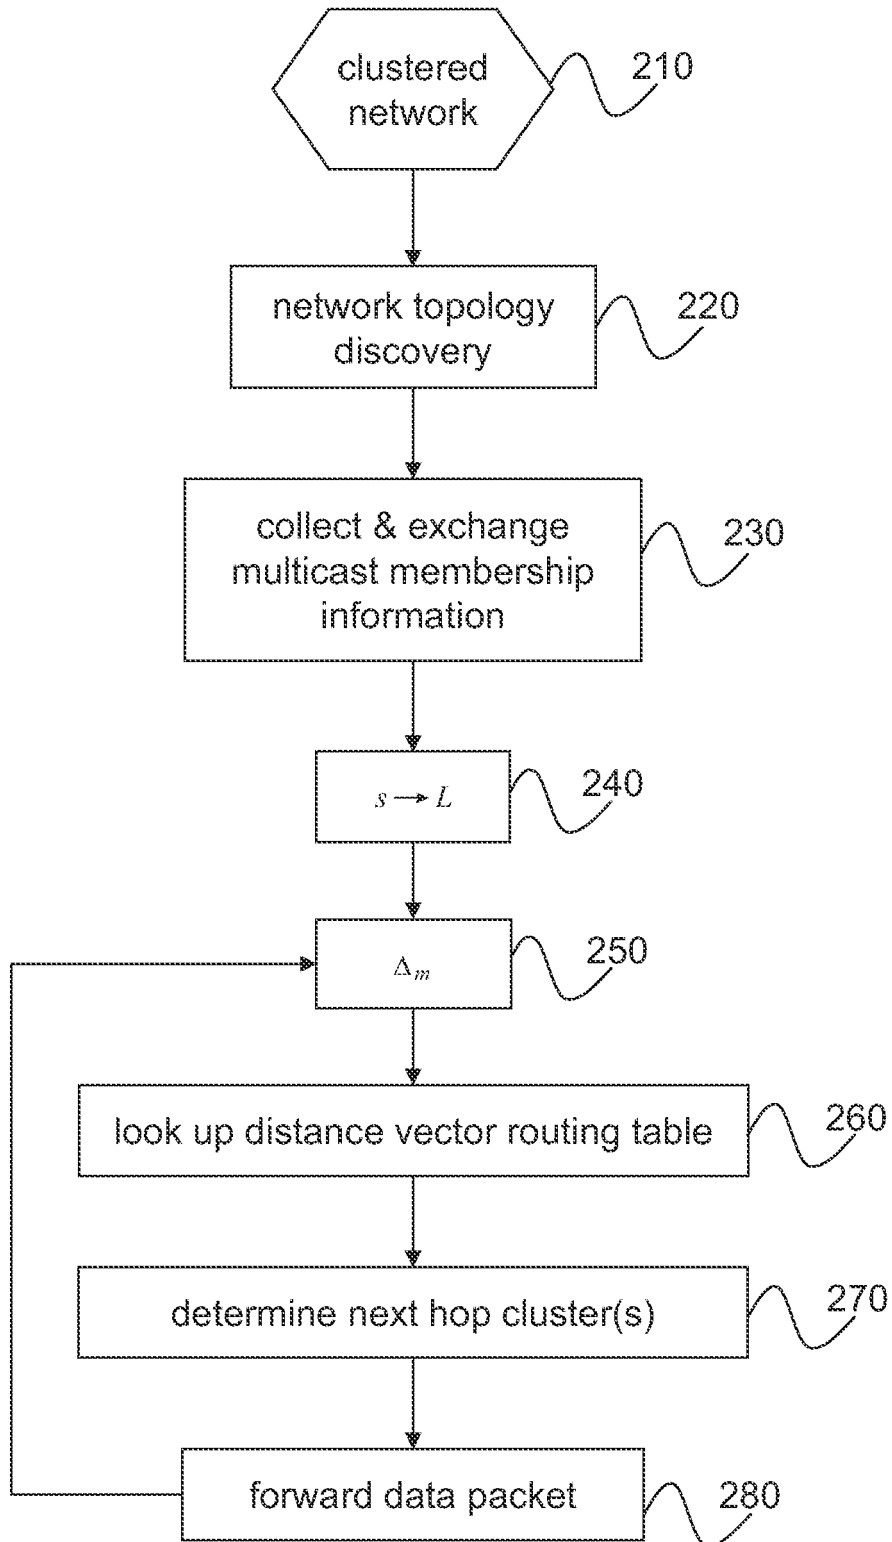 clustered
network
210
network topology
discovery
220
collect & exchange
multicast membership
information
230
s → L
240
Δm
250
look up distance vector routing table
260
determine next hop cluster(s)
270
forward data packet
280